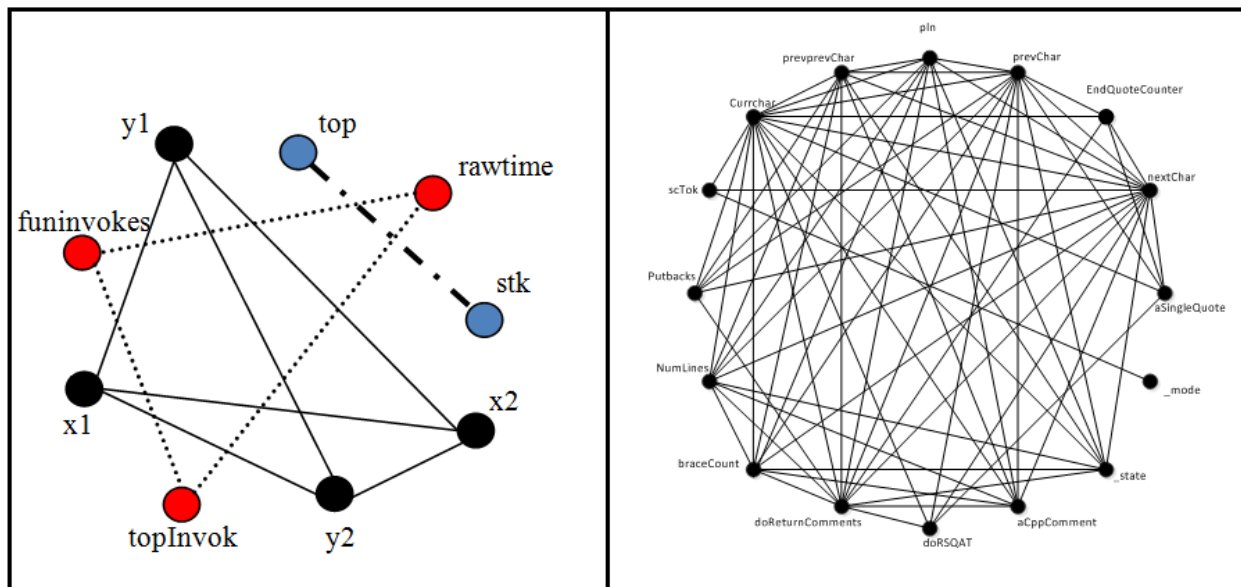 y1
top
rawtime
funinvokes
stk
x1
x2
topInvok
y2
pIn
prevprevChar
prevChar
Currchar
EndQuoteCounter
scTok
nextChar
Putbacks
aSingleQuote
NumLines
_mode
braceCount
_state
doReturnComments
aCppComment
doRSQAT